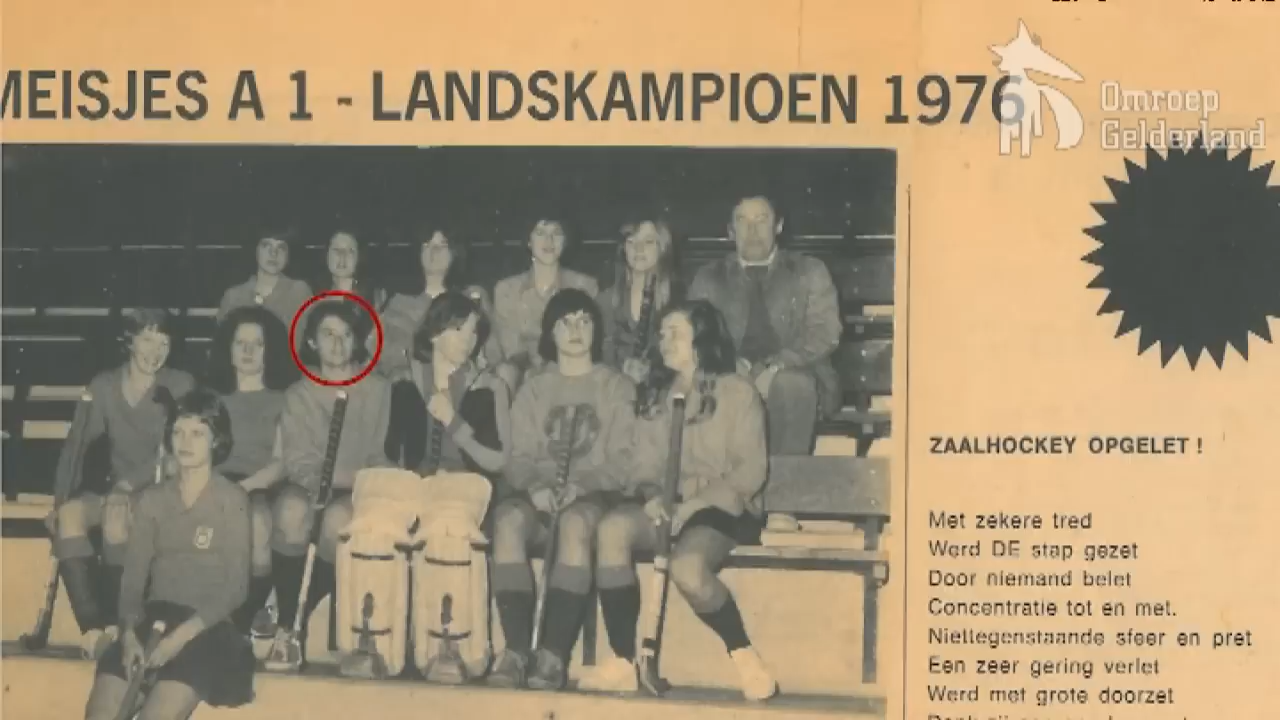 MEISJES A 1 - LANDSKAMPIOEN 1976
Omroep
Gelderland
ZAALHOCKEY OPGELET !
Met zekere tred
Werd DE stap gezet
Door niemand belet
Concentratie tot en met.
Niettegenstaande sfeer en pret
Een zeer gering verlet
Werd met grote doorzet